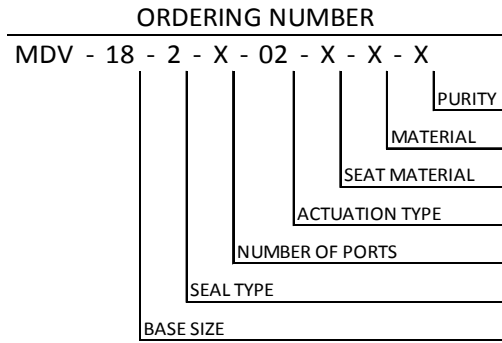 ORDERING NUMBER
MDV - 18 - 2 - X - 02 - X - X - X
PURITY
MATERIAL
SEAT MATERIAL
ACTUATION TYPE
NUMBER OF PORTS
SEAL TYPE
BASE SIZE